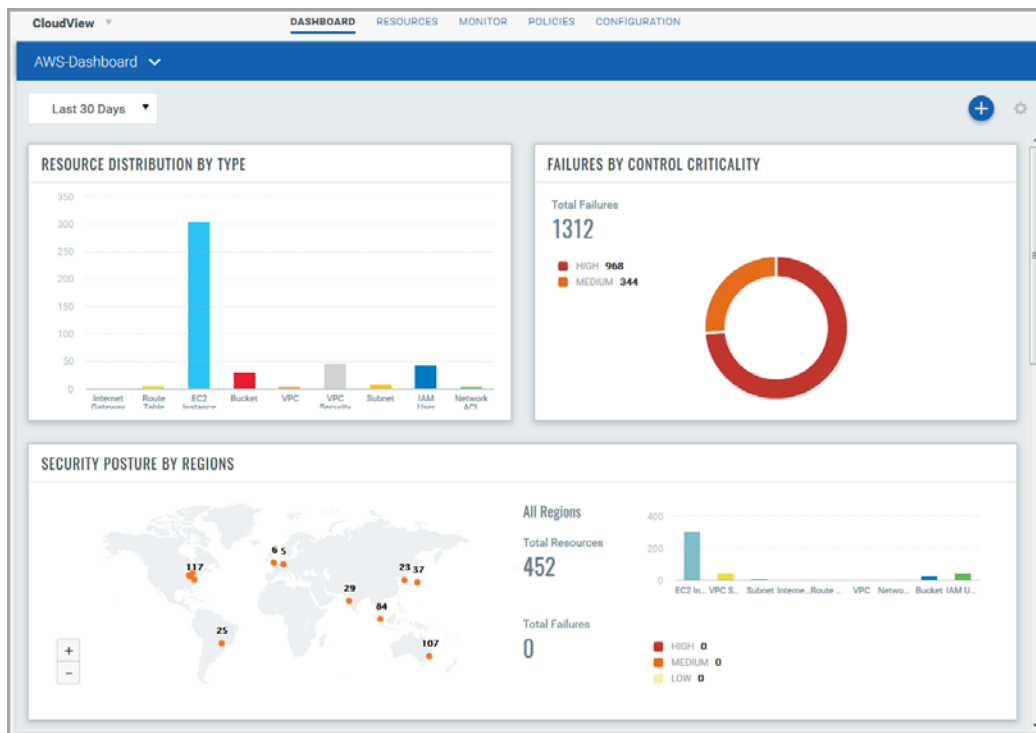 CloudView
DASHBOARD RESOURCES MONITOR POLICIES CONFIGURATION
AWS-Dashboard
Last 30 Days
RESOURCE DISTRIBUTION BY TYPE
350
300
250
200
150
100
50
0
Internet Gateway
Route Table
EC2 Instance
Bucket
VPC
VPC Security
Subnet
IAM User
Network ACL
FAILURES BY CONTROL CRITICALITY
Total Failures
1312
HIGH 968
MEDIUM 344
SECURITY POSTURE BY REGIONS
117
6
5
23
37
29
84
25
107
+
−
All Regions
Total Resources
452
Total Failures
0
400
200
0
EC2 In... VPC S... Subnet Interne... Route ... VPC Netwo... Bucket IAM U...
HIGH 0
MEDIUM 0
LOW 0